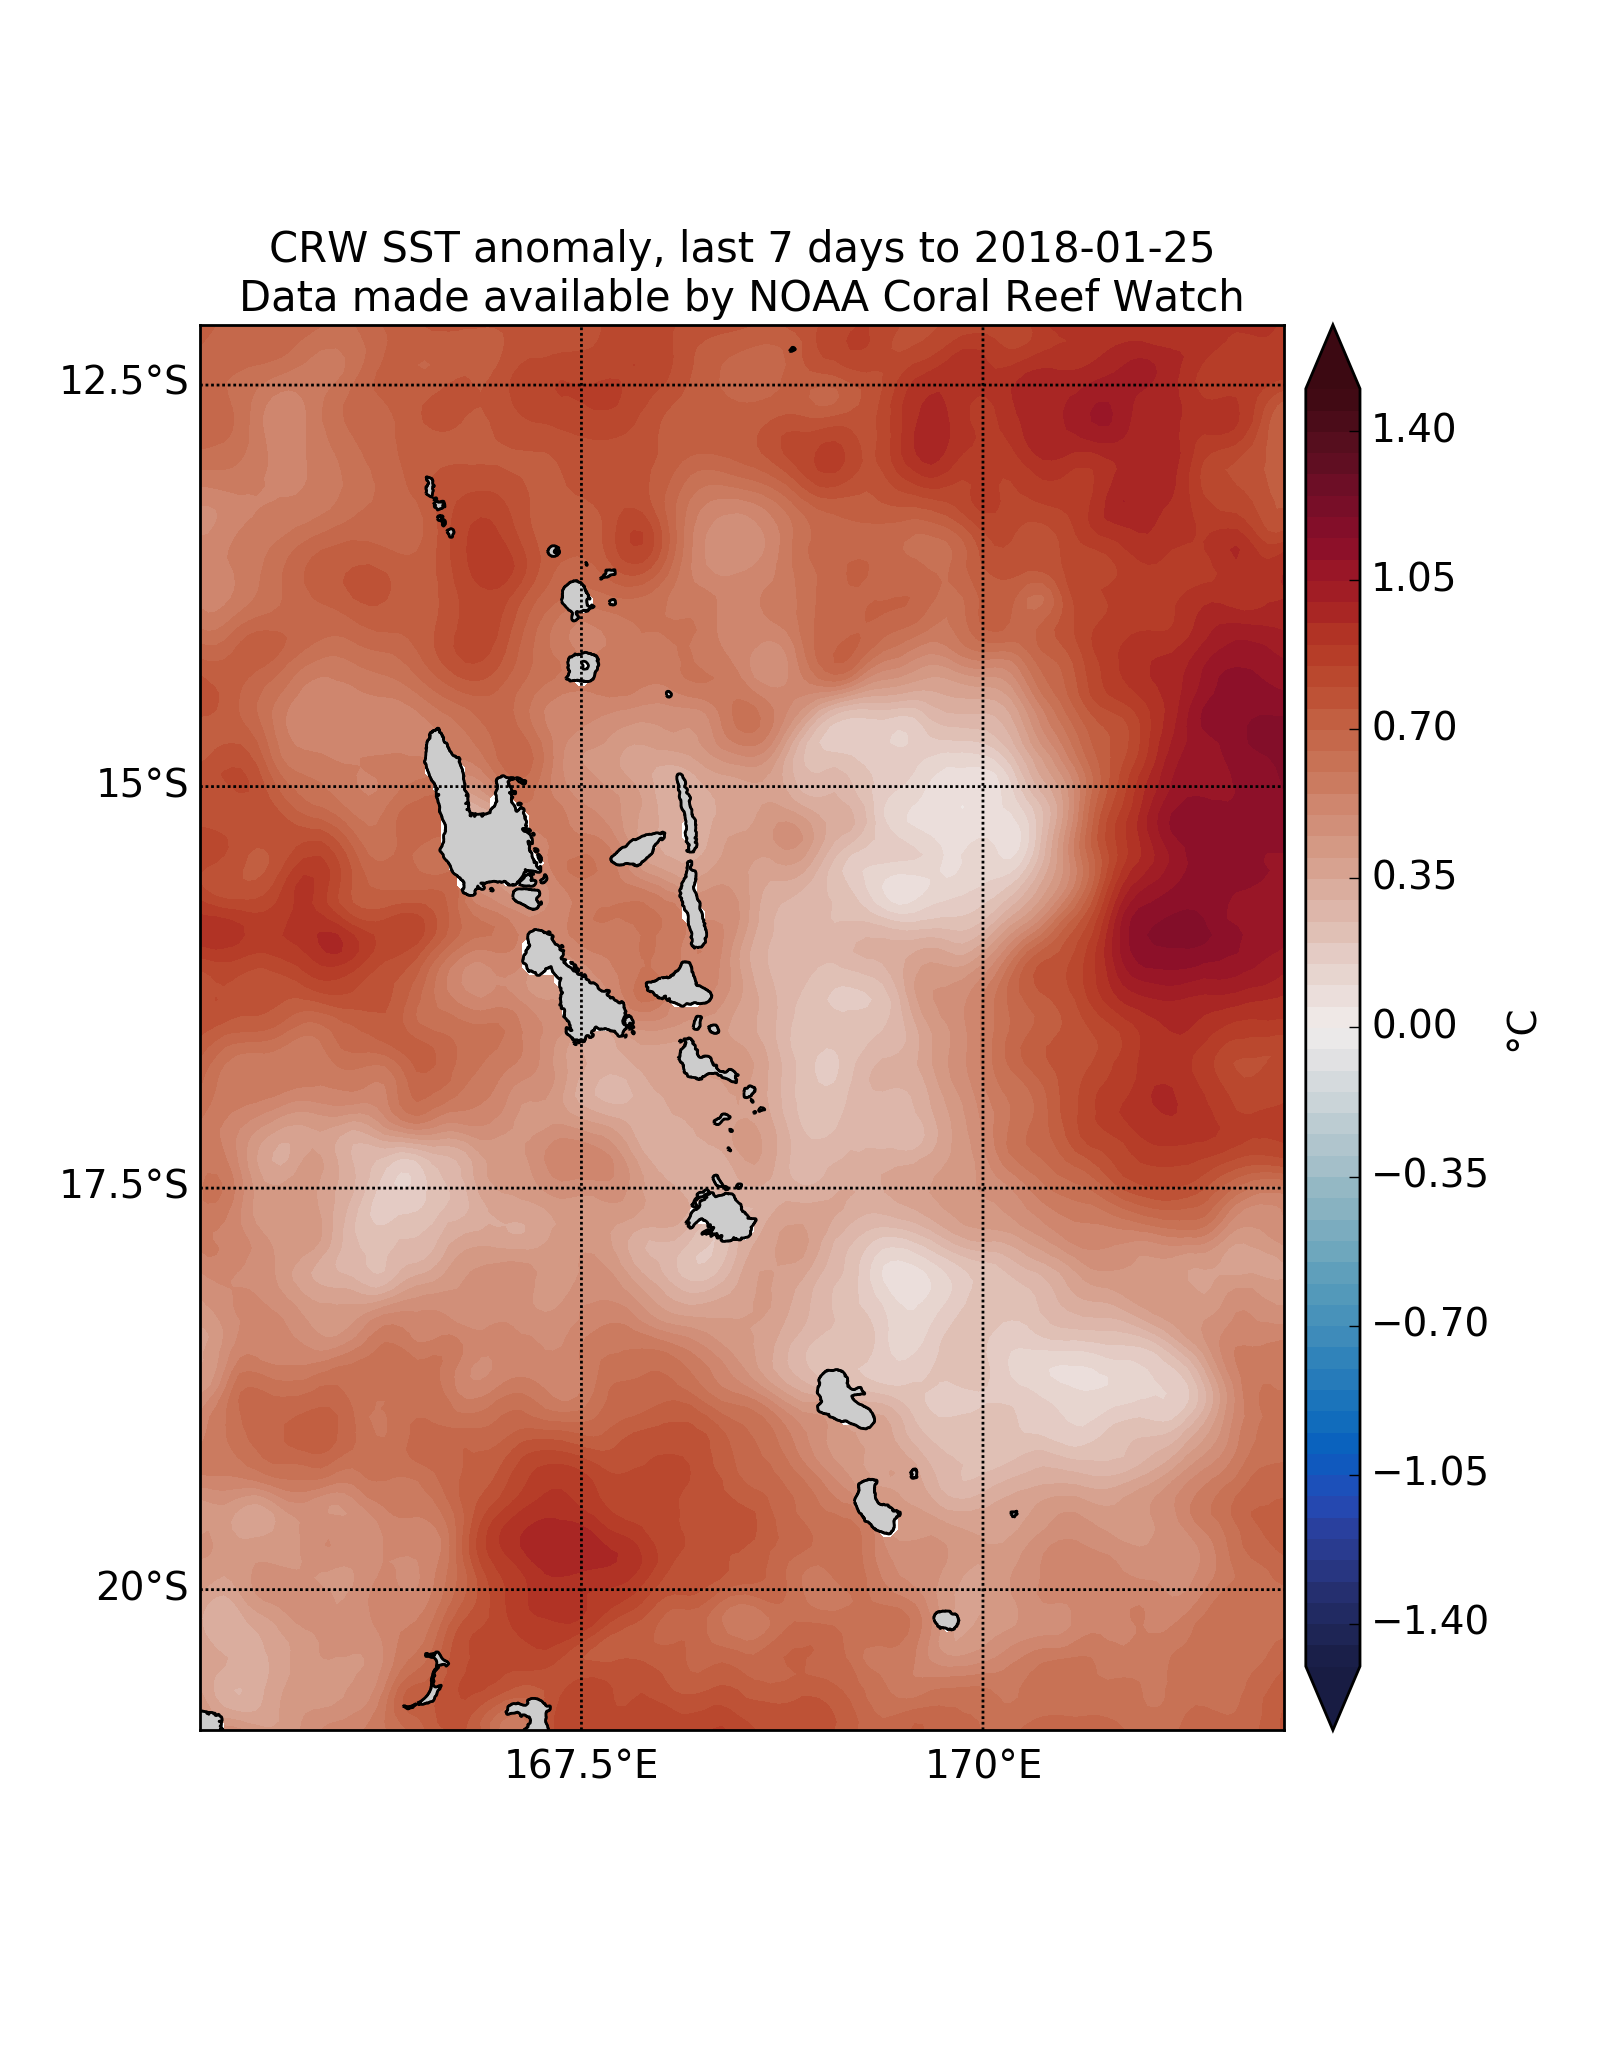 CRW SST anomaly, last 7 days to 2018-01-25
Data made available by NOAA Coral Reef Watch
12.5°S
15°S
17.5°S
20°S
167.5°E
170°E
1.40
1.05
0.70
0.35
0.00
−0.35
−0.70
−1.05
−1.40
°C